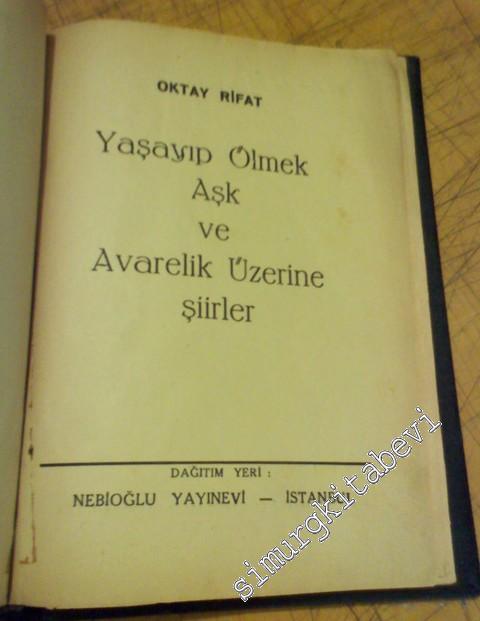 OKTAY RİFAT
Yaşayıp Ölmek
Aşk
ve
Avarelik Üzerine
şiirler
DAĞITIM YERİ :
NEBİOĞLU YAYINEVİ — İSTANBUL
simurgkitabevi